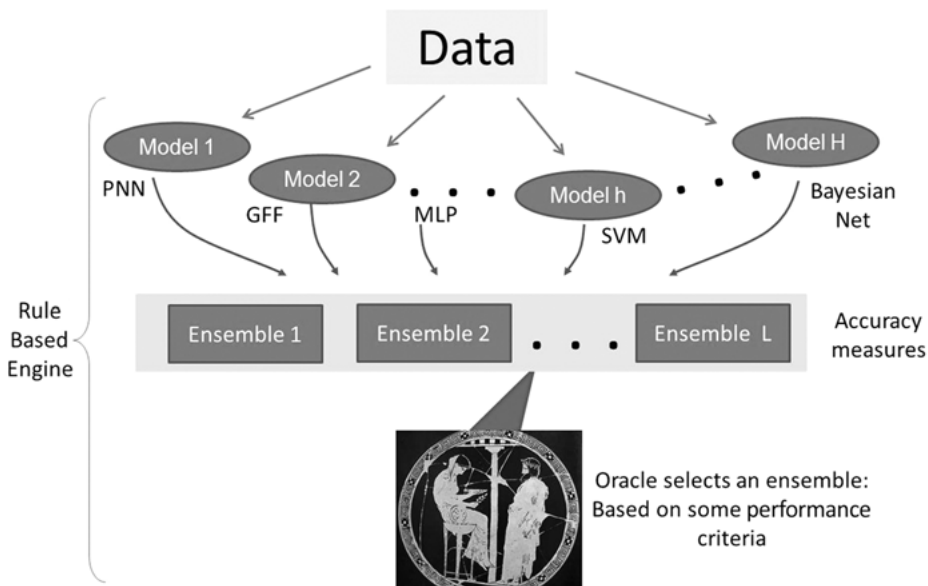 Data
Model 1
Model 2
Model h
Model H
PNN
GFF
MLP
SVM
Bayesian
Net
Rule
Based
Engine
Ensemble 1
Ensemble 2
Ensemble L
Accuracy
measures
Oracle selects an ensemble:
Based on some performance
criteria